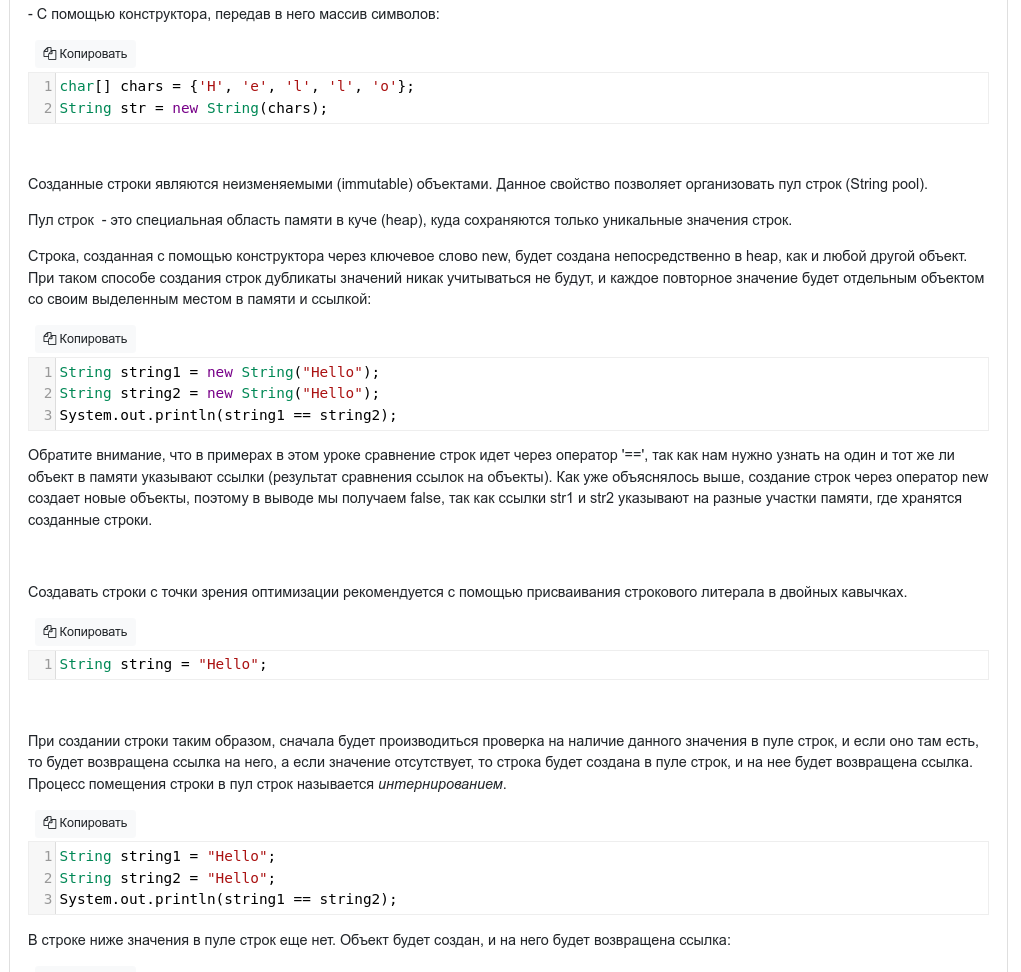 - С помощью конструктора, передав в него массив символов:
Копировать
1 char[] chars = {'H', 'e', 'l', 'l', 'o'};
2 String str = new String(chars);
Созданные строки являются неизменяемыми (immutable) объектами. Данное свойство позволяет организовать пул строк (String pool).
Пул строк - это специальная область памяти в куче (heap), куда сохраняются только уникальные значения строк.
Строка, созданная с помощью конструктора через ключевое слово new, будет создана непосредственно в heap, как и любой другой объект.
При таком способе создания строк дубликаты значений никак учитываться не будут, и каждое повторное значение будет отдельным объектом
со своим выделенным местом в памяти и ссылкой:
Копировать
1 String string1 = new String("Hello");
2 String string2 = new String("Hello");
3 System.out.println(string1 == string2);
Обратите внимание, что в примерах в этом уроке сравнение строк идет через оператор '==', так как нам нужно узнать на один и тот же ли
объект в памяти указывают ссылки (результат сравнения ссылок на объекты). Как уже объяснялось выше, создание строк через оператор new
создает новые объекты, поэтому в выводе мы получаем false, так как ссылки str1 и str2 указывают на разные участки памяти, где хранятся
созданные строки.
Создавать строки с точки зрения оптимизации рекомендуется с помощью присваивания строкового литерала в двойных кавычках.
Копировать
1 String string = "Hello";
При создании строки таким образом, сначала будет производиться проверка на наличие данного значения в пуле строк, и если оно там есть,
то будет возвращена ссылка на него, а если значение отсутствует, то строка будет создана в пуле строк, и на нее будет возвращена ссылка.
Процесс помещения строки в пул строк называется интернированием.
Копировать
1 String string1 = "Hello";
2 String string2 = "Hello";
3 System.out.println(string1 == string2);
В строке ниже значения в пуле строк еще нет. Объект будет создан, и на него будет возвращена ссылка: